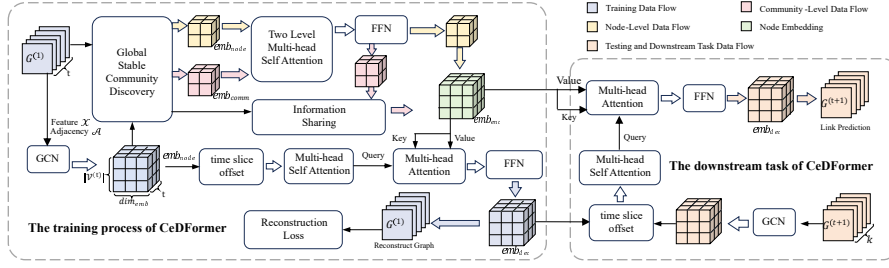 Training Data Flow
Community -Level Data Flow
Node-Level Data Flow
Node Embedding
Testing and Downstream Task Data Flow
G^(1)
t
Global
Stable
Community
Discovery
emb_node
emb_comm
Two Level
Multi-head
Self Attention
FFN
Information
Sharing
emb_enc
Feature 𝒳
Adjacency 𝒜
GCN
|𝒱^(t)|
dim_emb
t
emb_node
time slice
offset
Multi-head
Self Attention
Query
Key
Value
Multi-head
Attention
FFN
emb_dec
G^(1)
Reconstruct Graph
Reconstruction
Loss
The training process of CeDFormer
Value
Key
Multi-head
Attention
FFN
emb_dec
G^(t+1)
Link Prediction
Query
Multi-head
Self Attention
The downstream task of CeDFormer
time slice
offset
GCN
G^(t+1)
k